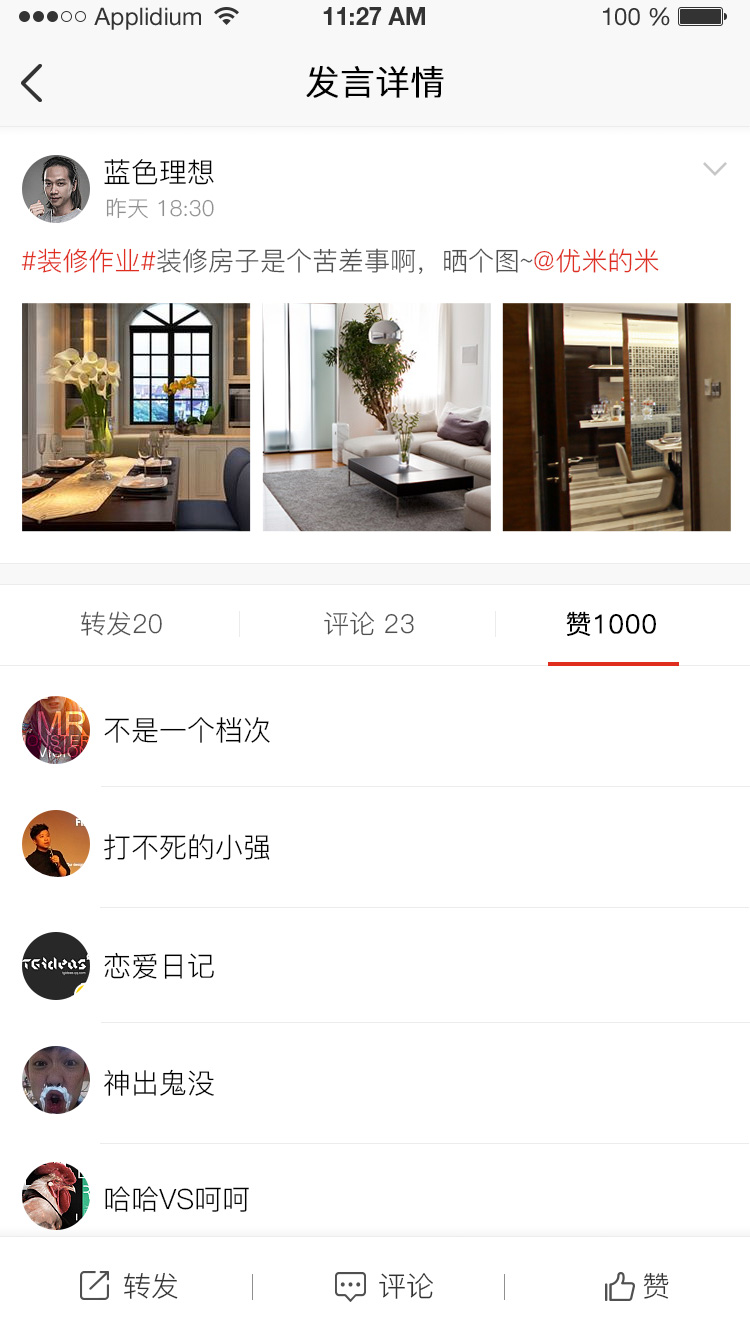 Applidium 11:27 AM 100 %
发言详情
蓝色理想
昨天 18:30
#装修作业#装修房子是个苦差事啊，晒个图~@优米的米
转发20 评论 23 赞1000
MR
不是一个档次
打不死的小强
TGideas
恋爱日记
神出鬼没
哈哈VS呵呵
转发 评论 赞